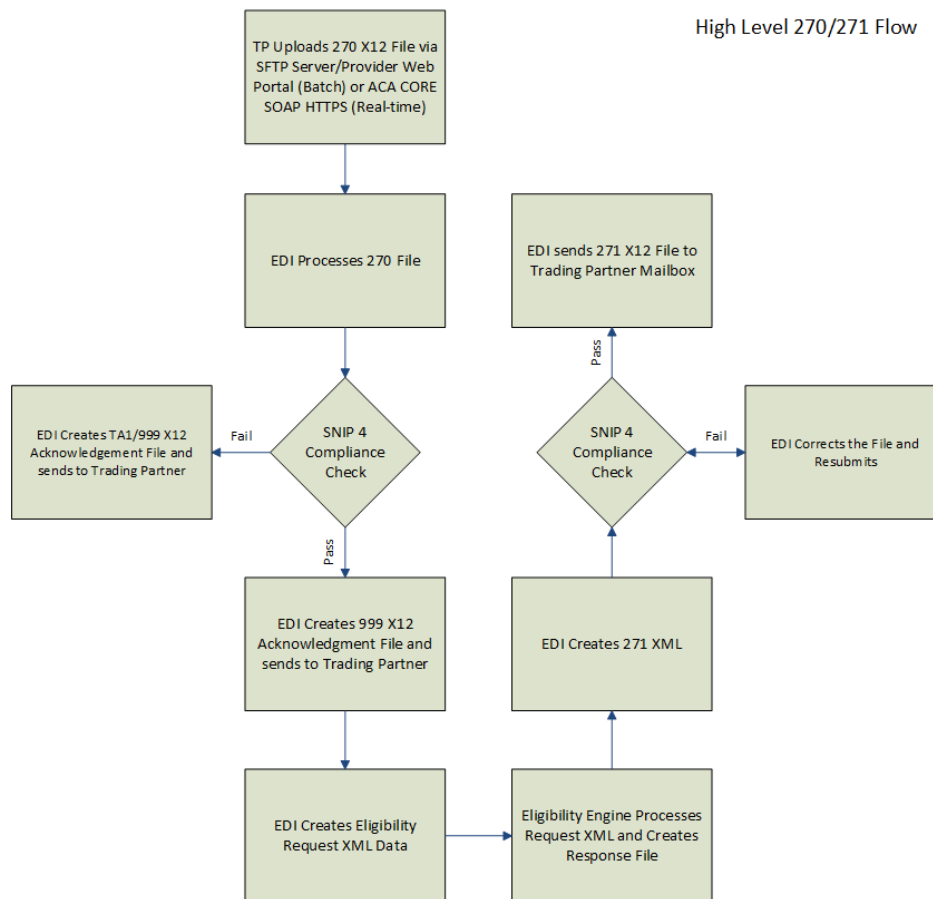 High Level 270/271 Flow
TP Uploads 270 X12 File via
SFTP Server/Provider Web
Portal (Batch) or ACA CORE
SOAP HTTPS (Real-time)
EDI Processes 270 File
SNIP 4
Compliance
Check
Fail
EDI Creates TA1/999 X12
Acknowledgement File and
sends to Trading Partner
Pass
EDI Creates 999 X12
Acknowledgment File and
sends to Trading Partner
EDI Creates Eligibility
Request XML Data
Eligibility Engine Processes
Request XML and Creates
Response File
EDI Creates 271 XML
SNIP 4
Compliance
Check
Fail
EDI Corrects the File and
Resubmits
Pass
EDI sends 271 X12 File to
Trading Partner Mailbox